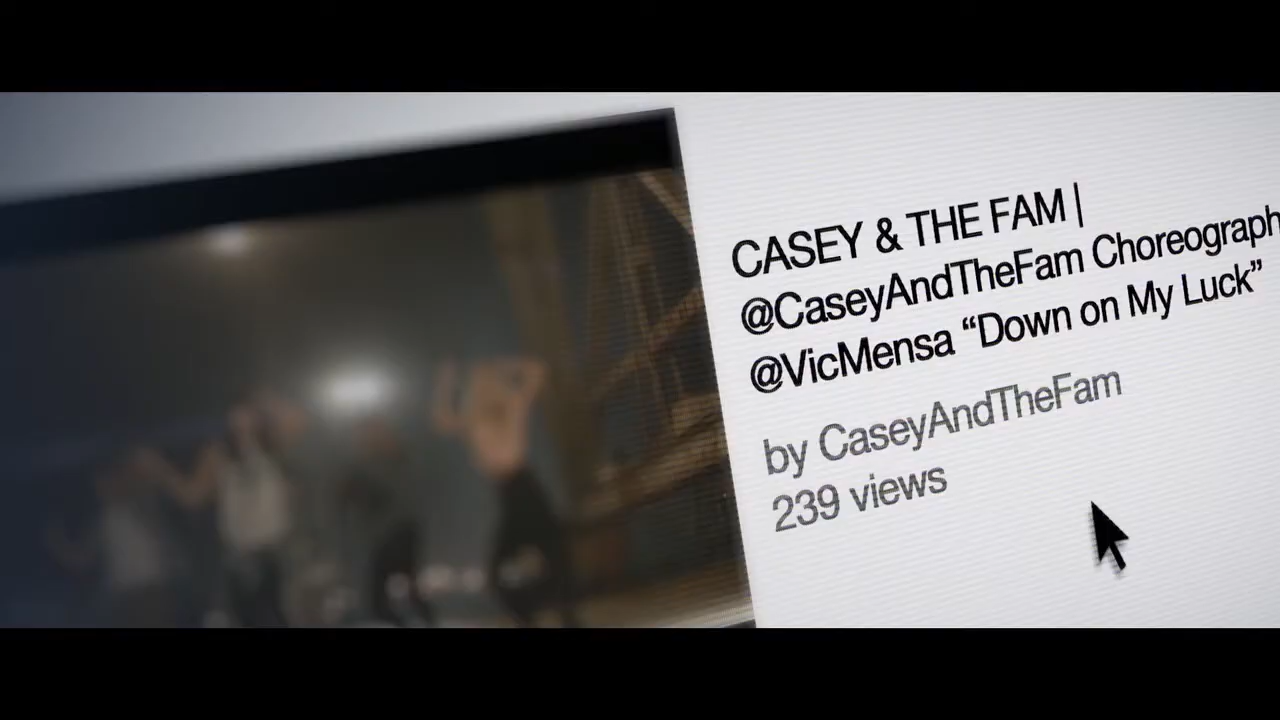 CASEY & THE FAM |
@CaseyAndTheFam Choreograph
@VicMensa “Down on My Luck”
by CaseyAndTheFam
239 views